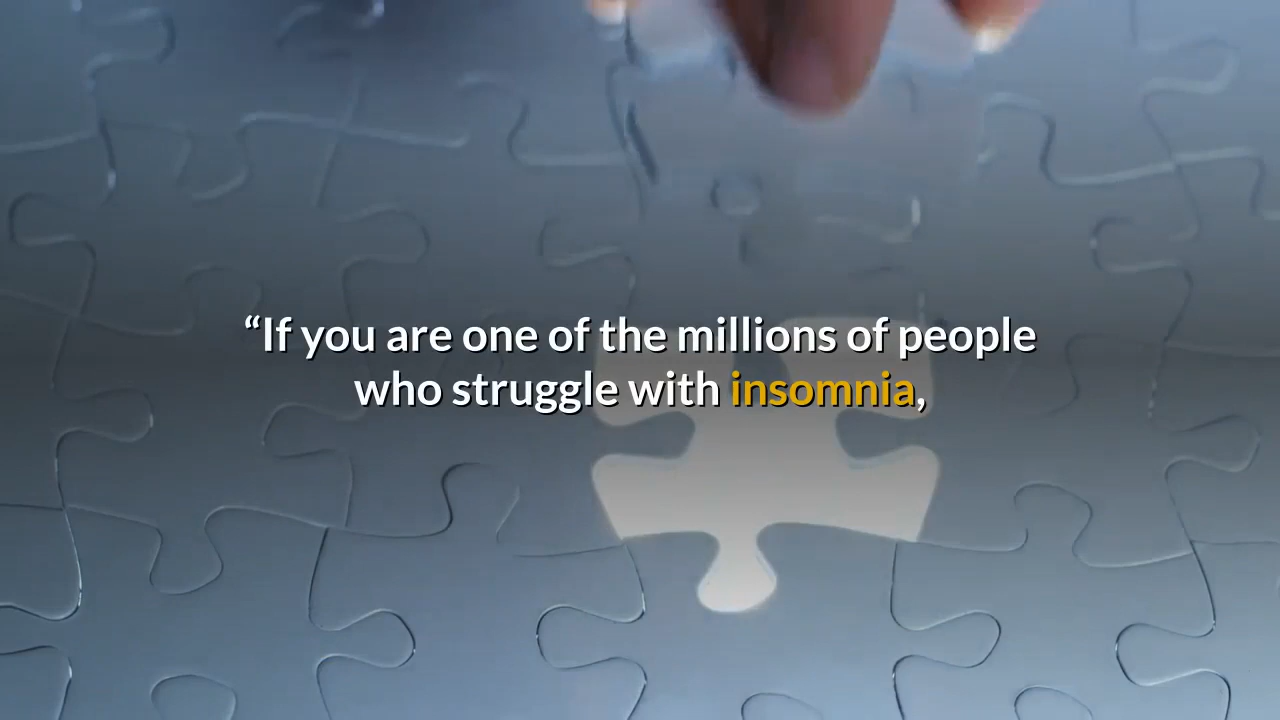 “If you are one of the millions of people
who struggle with insomnia,